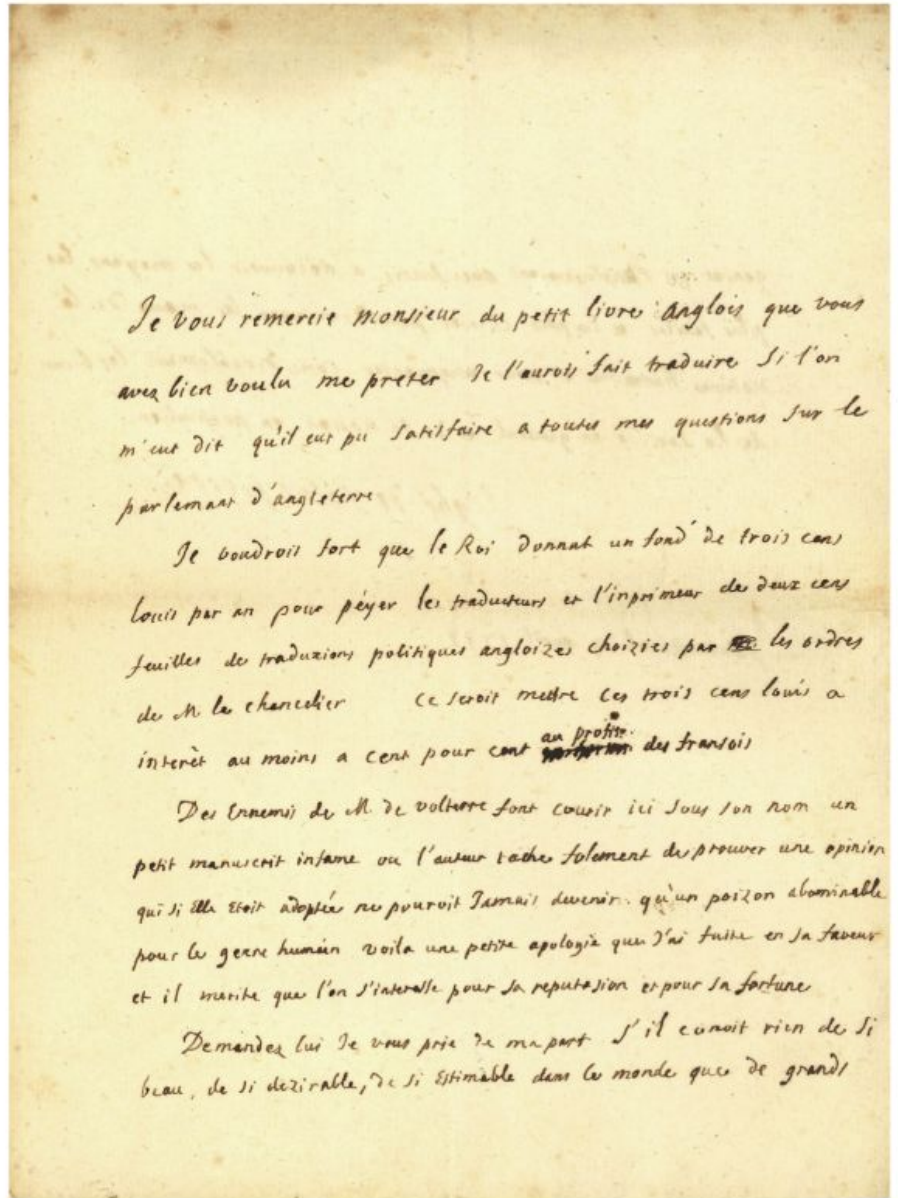 Je vous remercie monsieur du petit livre anglois que vous
avez bien voulu me preter Je l'aurois fait traduire si l'on
m'eut dit qu'il eut pu satisfaire a toutes mes questions sur le
parlemant d'angleterre
Je voudrois fort que le Roi donnat un fond de trois cens
louis par an pour péyer les traducteurs et l'inprimeur de deux cens
feuilles de traduxions politiques angloizes choizies par les ordres
de M le chancelier ce seroit mettre ces trois cens louis a
interèt au moins a cent pour cent au profit des fransois
Des Ennemis de M de volterre font courir ici sous son nom un
petit manuscrit infame ou l'auteur tache folement de prouver une opinion
qui si elle etoit adoptée ne pouroit Jamais devenir qu'un poizon abominable
pour le genre humain voila une petite apologie que J'ai faite en sa faveur
et il merite que l'on s'interesse pour sa reputasion et pour sa fortune
Demandez lui Je vous prie de ma part s'il conoit rien de si
beau, de si dezirable, de si estimable dans le monde que de grands